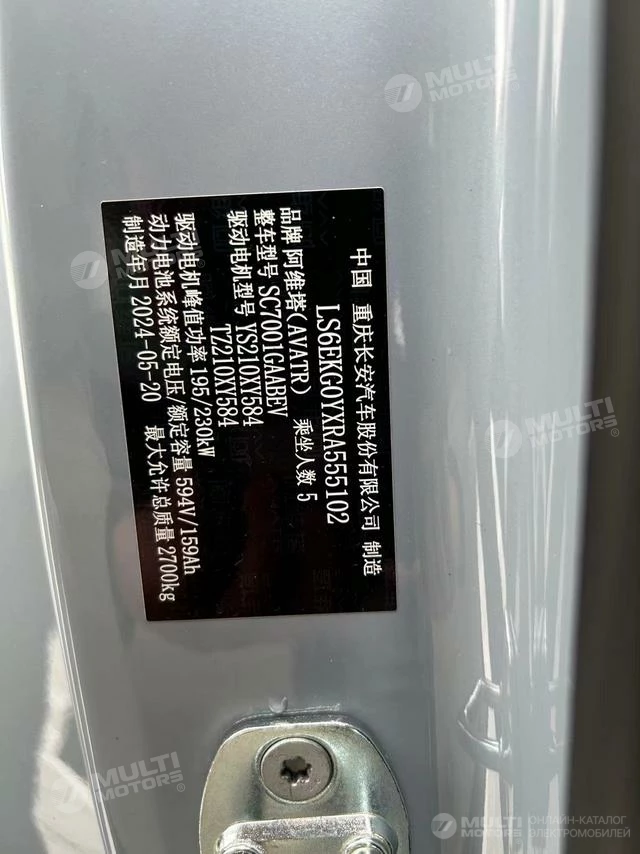 中国 重庆长安汽车股份有限公司 制造
LS6EKG0YXRA555102
品牌 阿维塔(AVATR) 乘坐人数 5
整车型号 SC7001GAABEV
驱动电机型号 YS210XY584
TZ210XY584
驱动电机峰值功率 195/230kW
动力电池系统额定电压/额定容量 594V/159Ah
制造年月 2024-05-20 最大允许总质量 2700kg
MULTI
MOTORS
MULTI
MOTORS
MULTI
MOTORS
MULTI
MOTORS
MULTI
MOTORS
ОНЛАЙН-КАТАЛОГ
ЭЛЕКТРОМОБИЛЕЙ